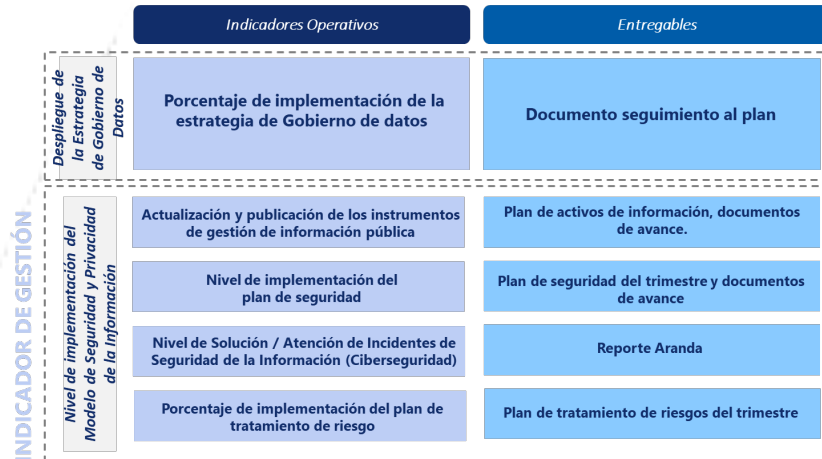 Indicadores Operativos
Entregables
Despliegue de
la Estrategia
de Gobierno de
Datos
Porcentaje de implementación de la
estrategia de Gobierno de datos
Documento seguimiento al plan
INDICADOR DE GESTIÓN
Nivel de implementación del
Modelo de Seguridad y Privacidad
de la Información
Actualización y publicación de los instrumentos
de gestión de información pública
Plan de activos de información, documentos
de avance.
Nivel de implementación del
plan de seguridad
Plan de seguridad del trimestre y documentos
de avance
Nivel de Solución / Atención de Incidentes de
Seguridad de la Información (Ciberseguridad)
Reporte Aranda
Porcentaje de implementación del plan de
tratamiento de riesgo
Plan de tratamiento de riesgos del trimestre